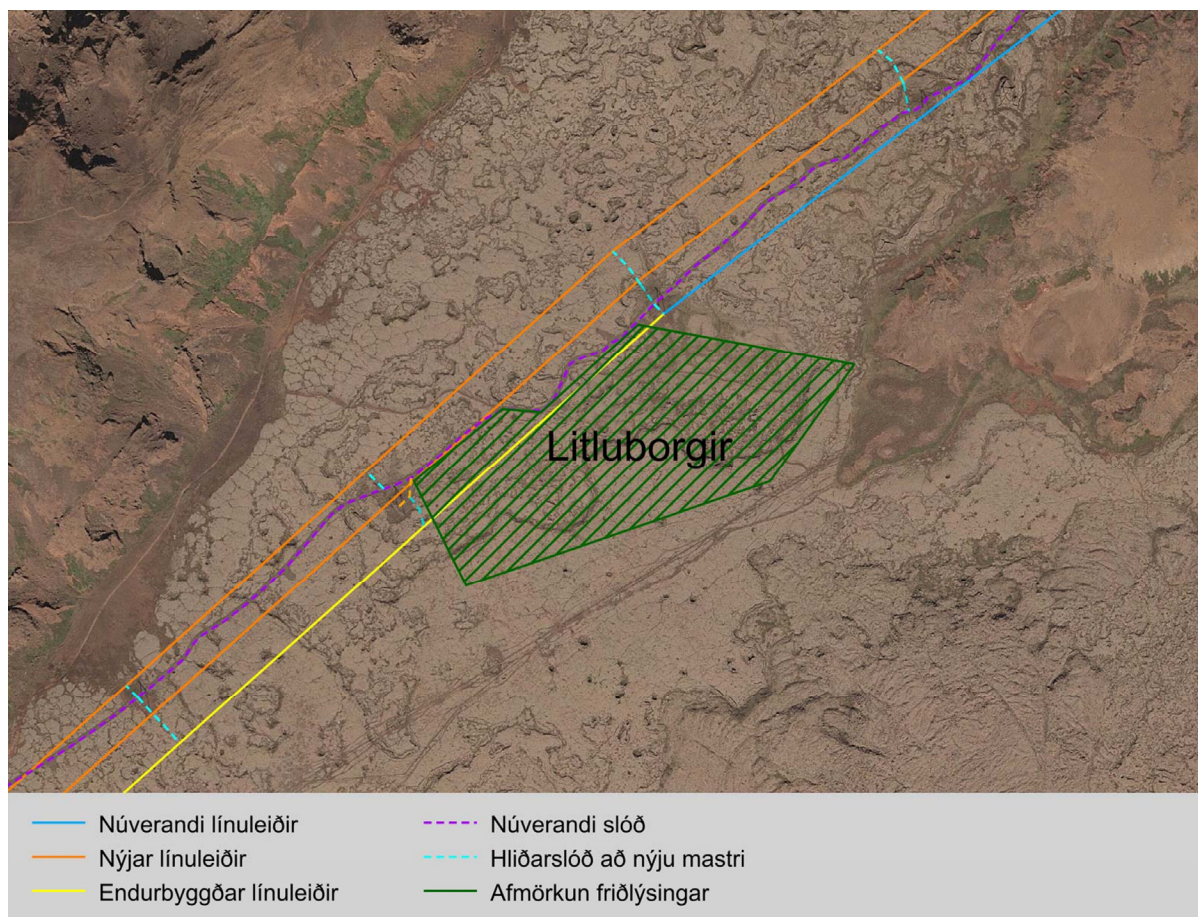 Litluborgir
Núverandi línuleiðir
Nýjar línuleiðir
Endurbyggðar línuleiðir
Núverandi slóð
Hliðarslóð að nýju mastri
Afmörkun friðlýsingar